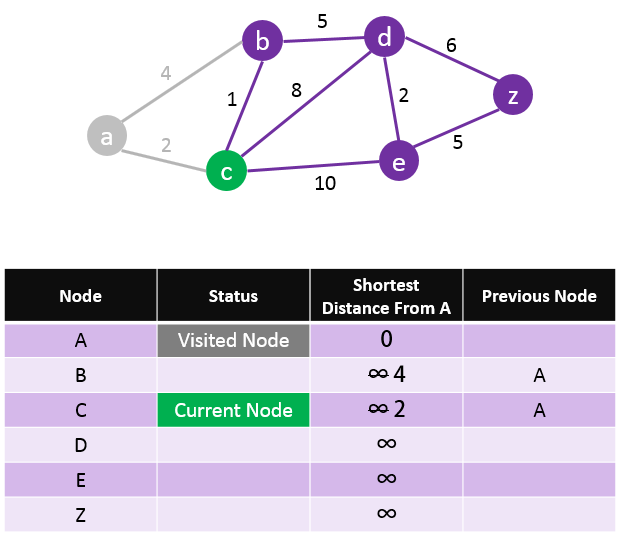 5
b
d
4
6
1
8
2
z
a
2
5
e
c
10
Node Status Shortest Distance From A Previous Node
A Visited Node 0
B ∞ 4 A
C Current Node ∞ 2 A
D ∞
E ∞
Z ∞